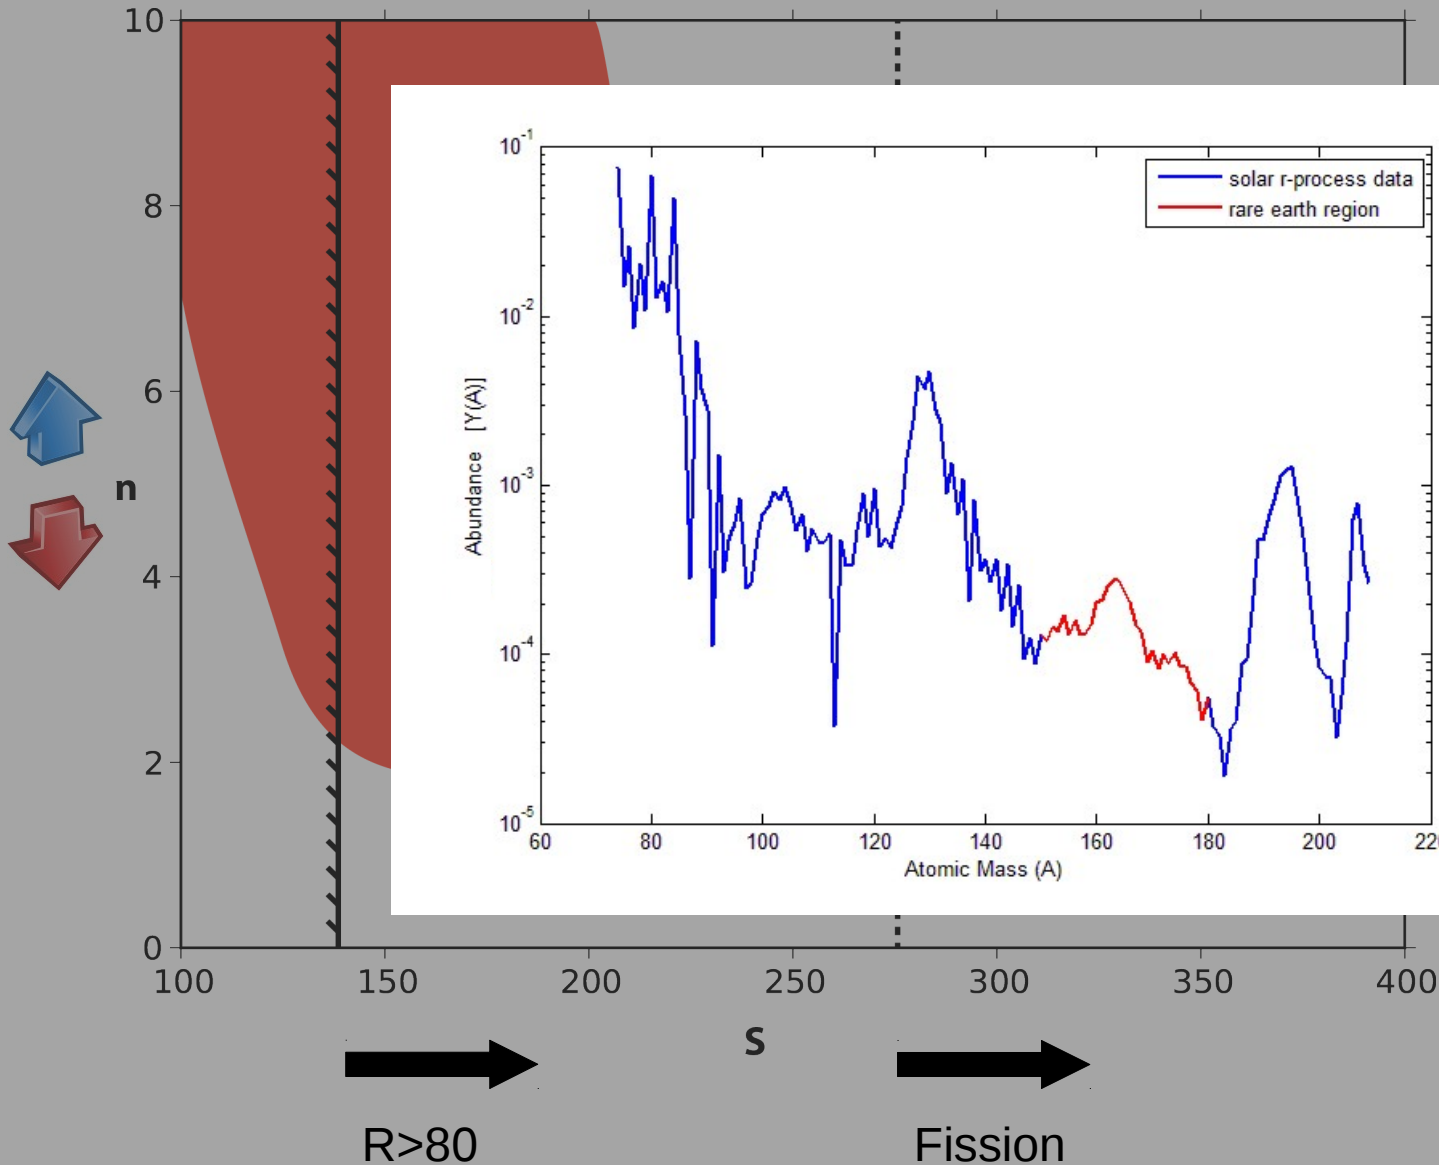 10
8
6
n
4
2
0
100 150 200 250 300 350 400
S
R>80 Fission
10-1
10-2
10-3
10-4
10-5
Abundance [Y(A)]
solar r-process data
rare earth region
60 80 100 120 140 160 180 200 22
Atomic Mass (A)